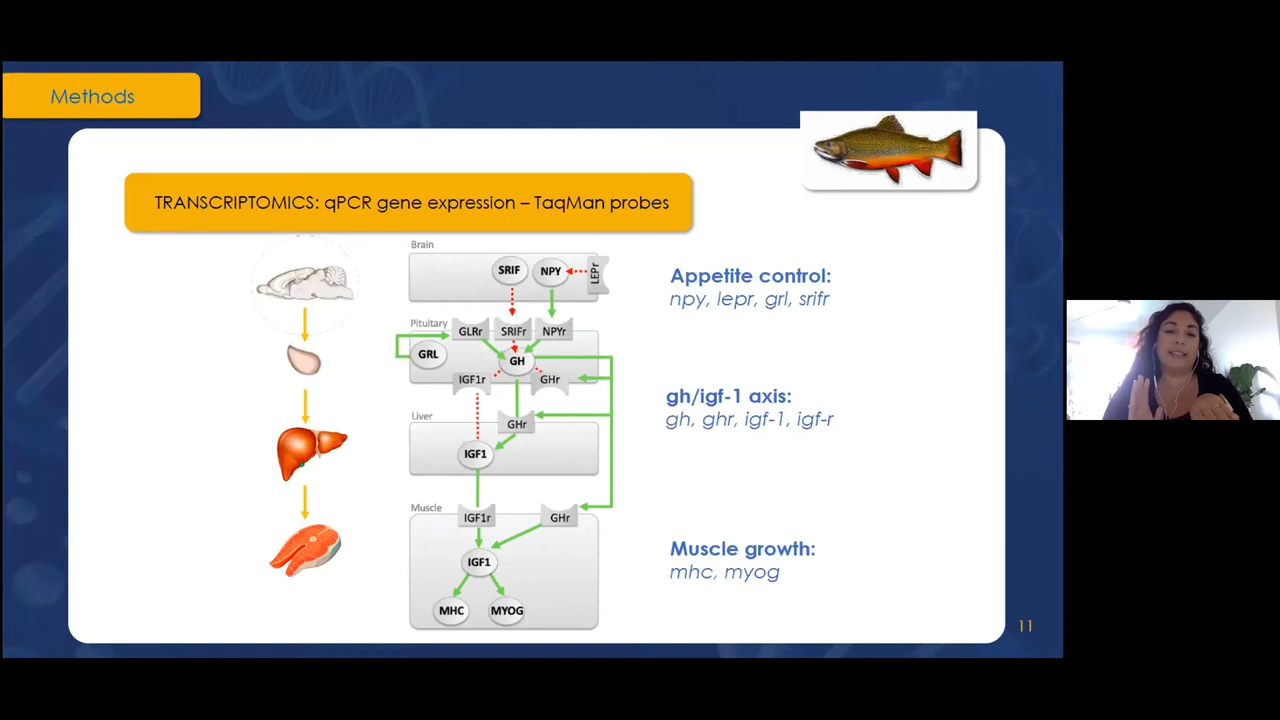 Methods
TRANSCRIPTOMICS: qPCR gene expression – TaqMan probes
Brain
SRIF
NPY
LEPr
Pituitary
GLRr
SRIFr
NPYr
GRL
GH
IGF1r
GHr
Liver
GHr
IGF1
Muscle
IGF1r
GHr
IGF1
MHC
MYOG
Appetite control:
npy, lepr, grl, srifr
gh/igf-1 axis:
gh, ghr, igf-1, igf-r
Muscle growth:
mhc, myog
11